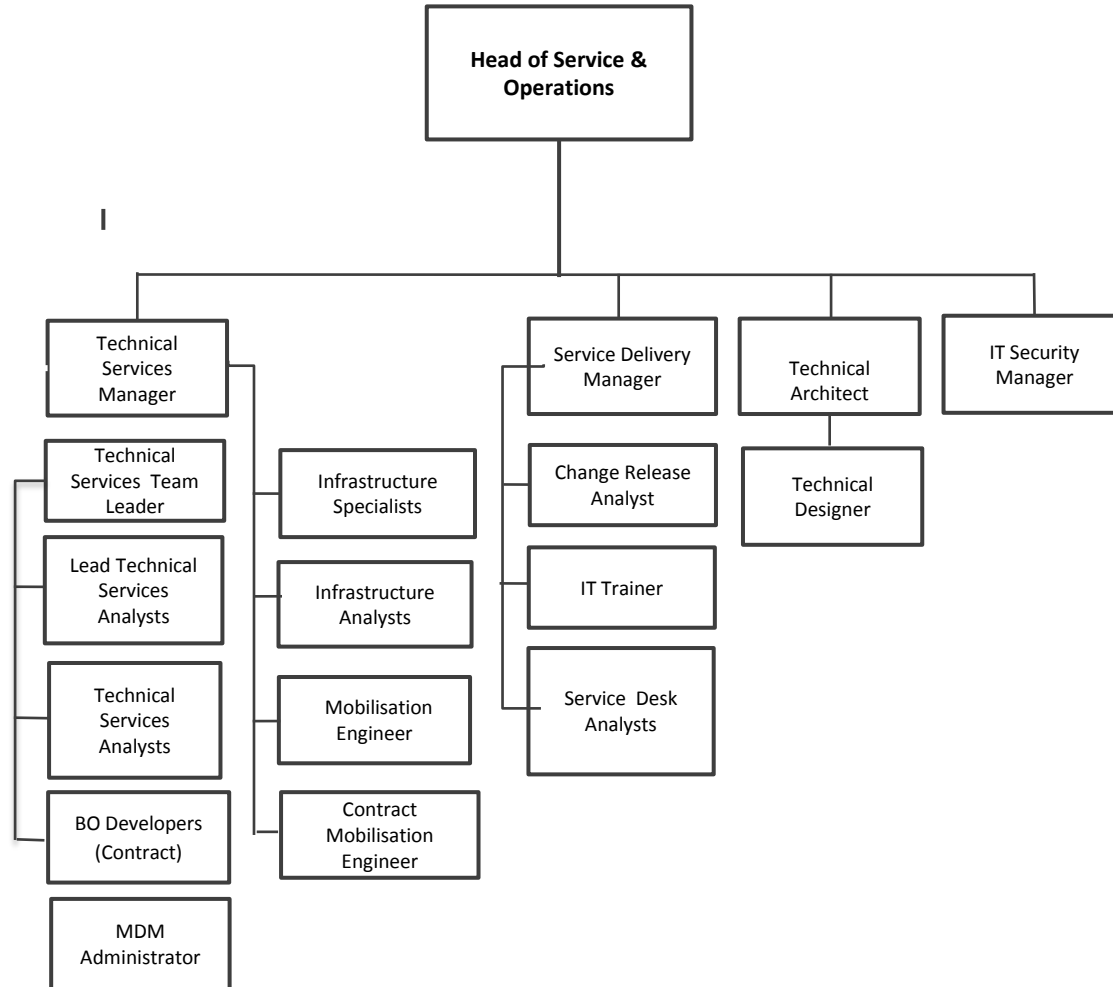 Head of Service &
Operations
I
Technical
Services
Manager
Service Delivery
Manager
Technical
Architect
IT Security
Manager
Technical
Services Team
Leader
Infrastructure
Specialists
Change Release
Analyst
Technical
Designer
Lead Technical
Services
Analysts
Infrastructure
Analysts
IT Trainer
Technical
Services
Analysts
Mobilisation
Engineer
Service Desk
Analysts
BO Developers
(Contract)
Contract
Mobilisation
Engineer
MDM
Administrator